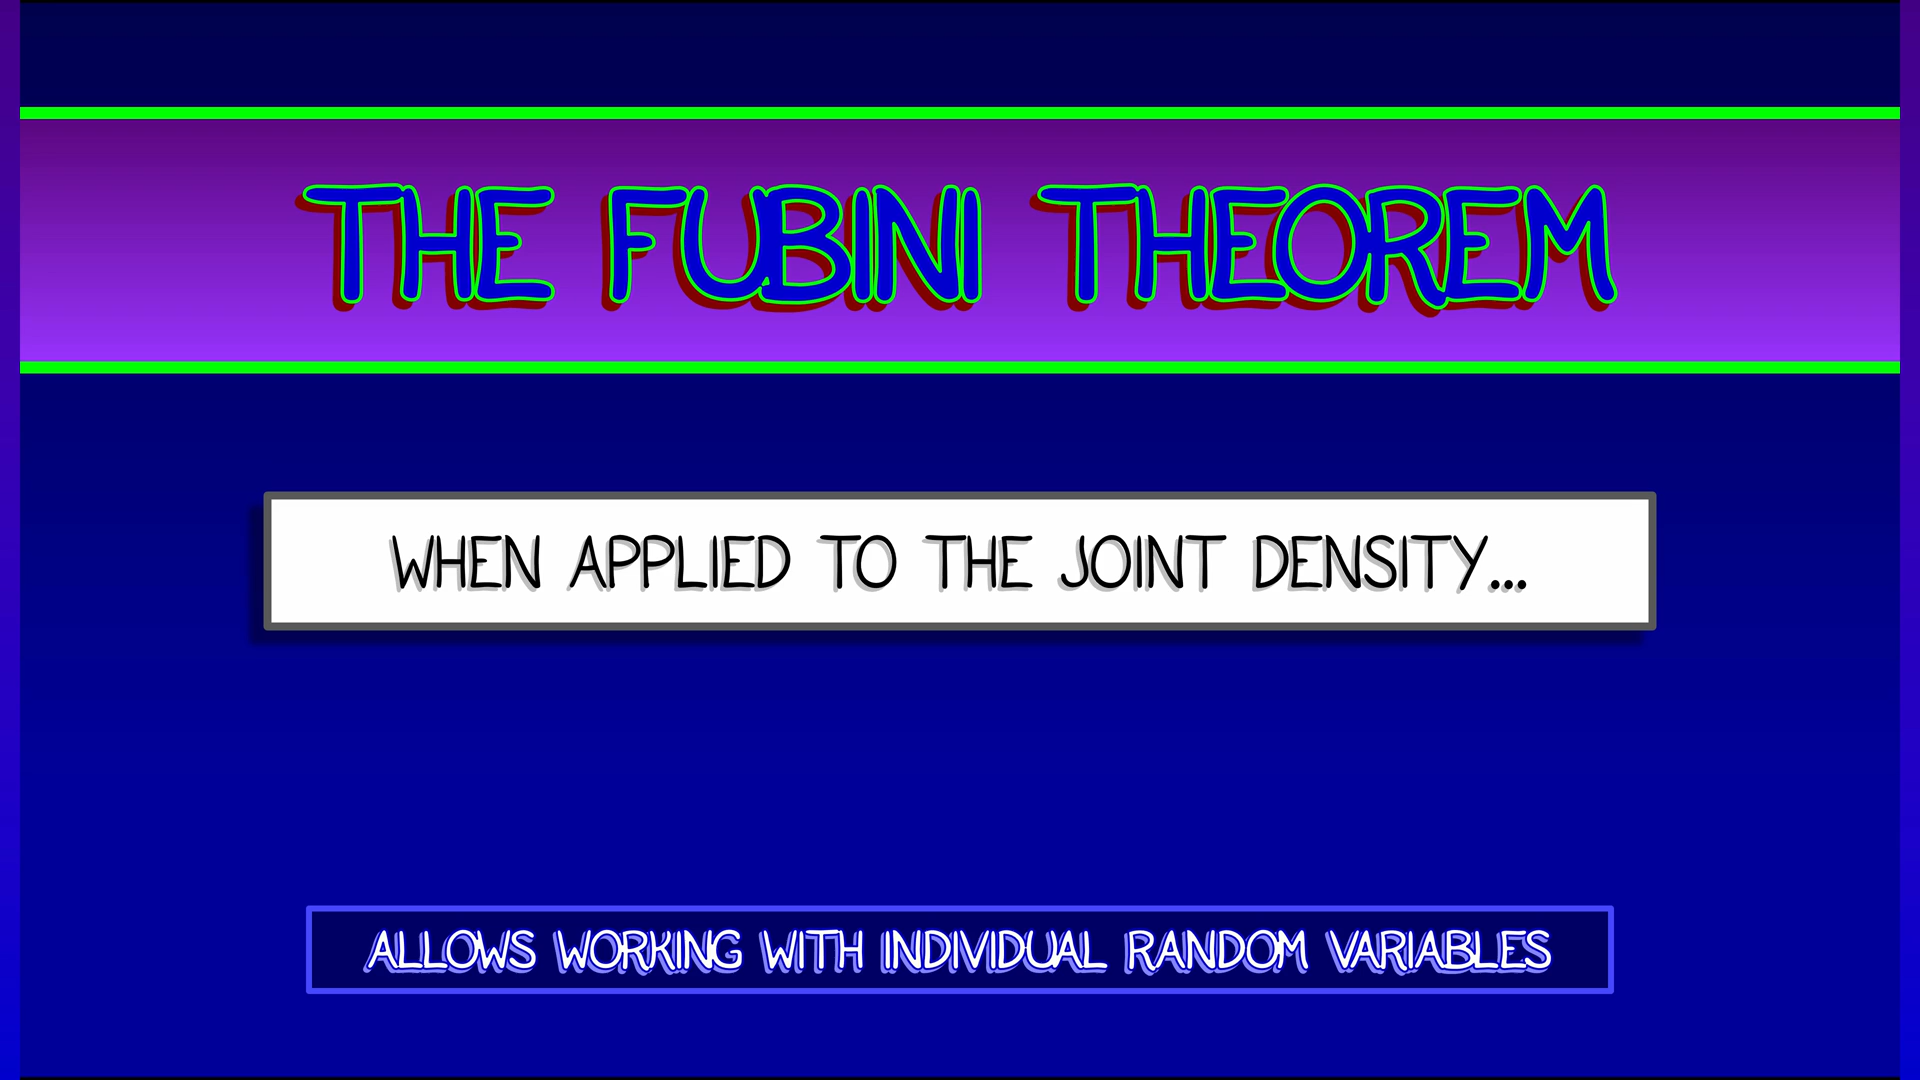 THE FUBINI THEOREM
WHEN APPLIED TO THE JOINT DENSITY...
ALLOWS WORKING WITH INDIVIDUAL RANDOM VARIABLES